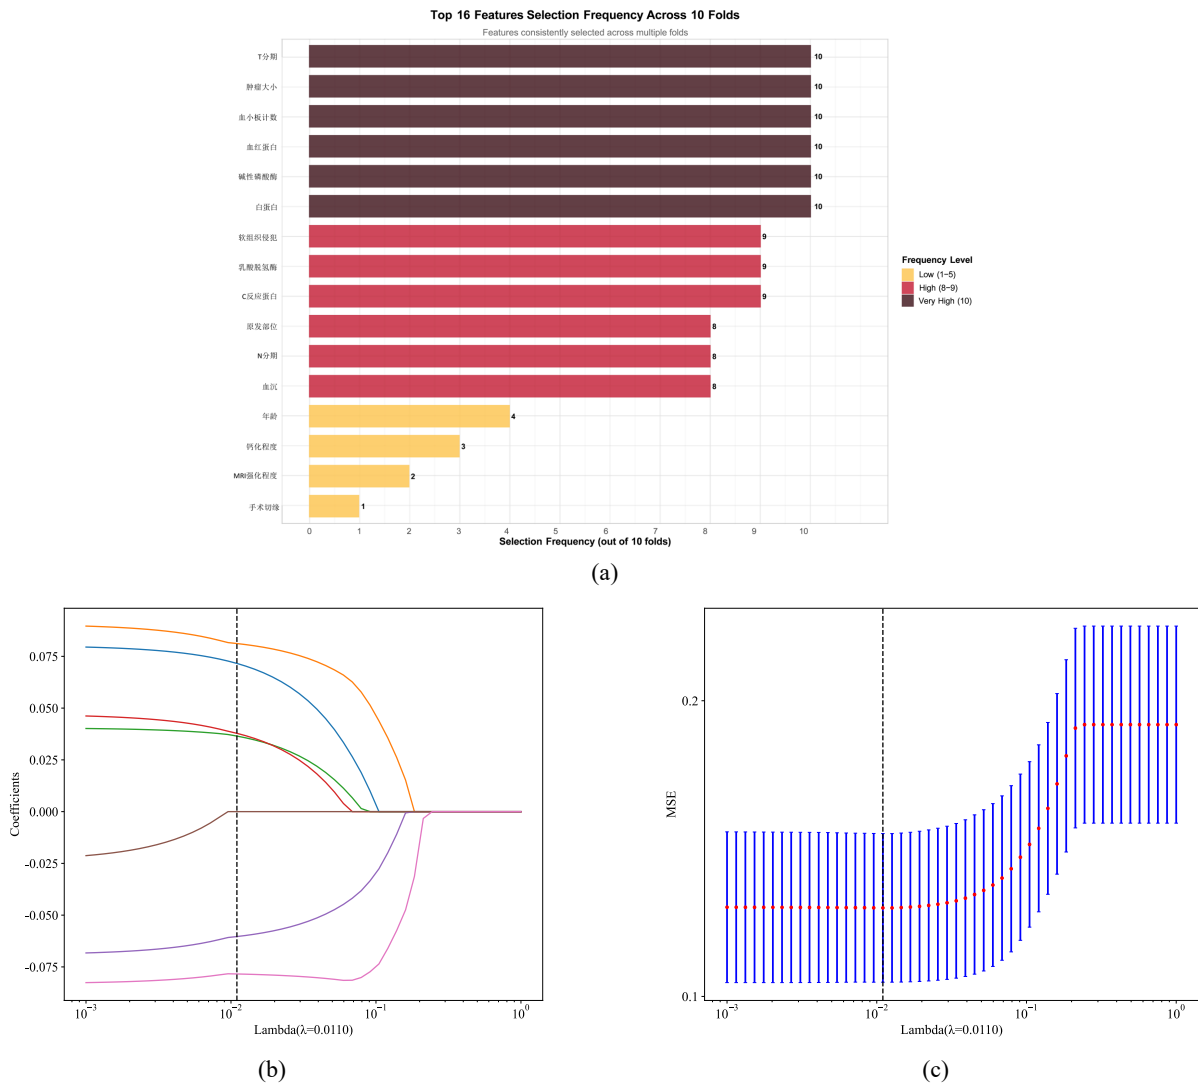 Top 16 Features Selection Frequency Across 10 Folds
Features consistently selected across multiple folds
T分期 10
肿瘤大小 10
血小板计数 10
血红蛋白 10
碱性磷酸酶 10
白蛋白 10
软组织侵犯 9
乳酸脱氢酶 9
C反应蛋白 9
原发部位 8
N分期 8
血沉 8
年龄 4
钙化程度 3
MRI强化程度 2
手术切缘 1
0 1 2 3 4 5 6 7 8 9 10
Selection Frequency (out of 10 folds)
Frequency Level
Low (1−5)
High (8−9)
Very High (10)
(a)
Coefficients
0.075
0.050
0.025
0.000
-0.025
-0.050
-0.075
10⁻³ 10⁻² 10⁻¹ 10⁰
Lambda(λ=0.0110)
(b)
MSE
0.2
0.1
10⁻³ 10⁻² 10⁻¹ 10⁰
Lambda(λ=0.0110)
(c)